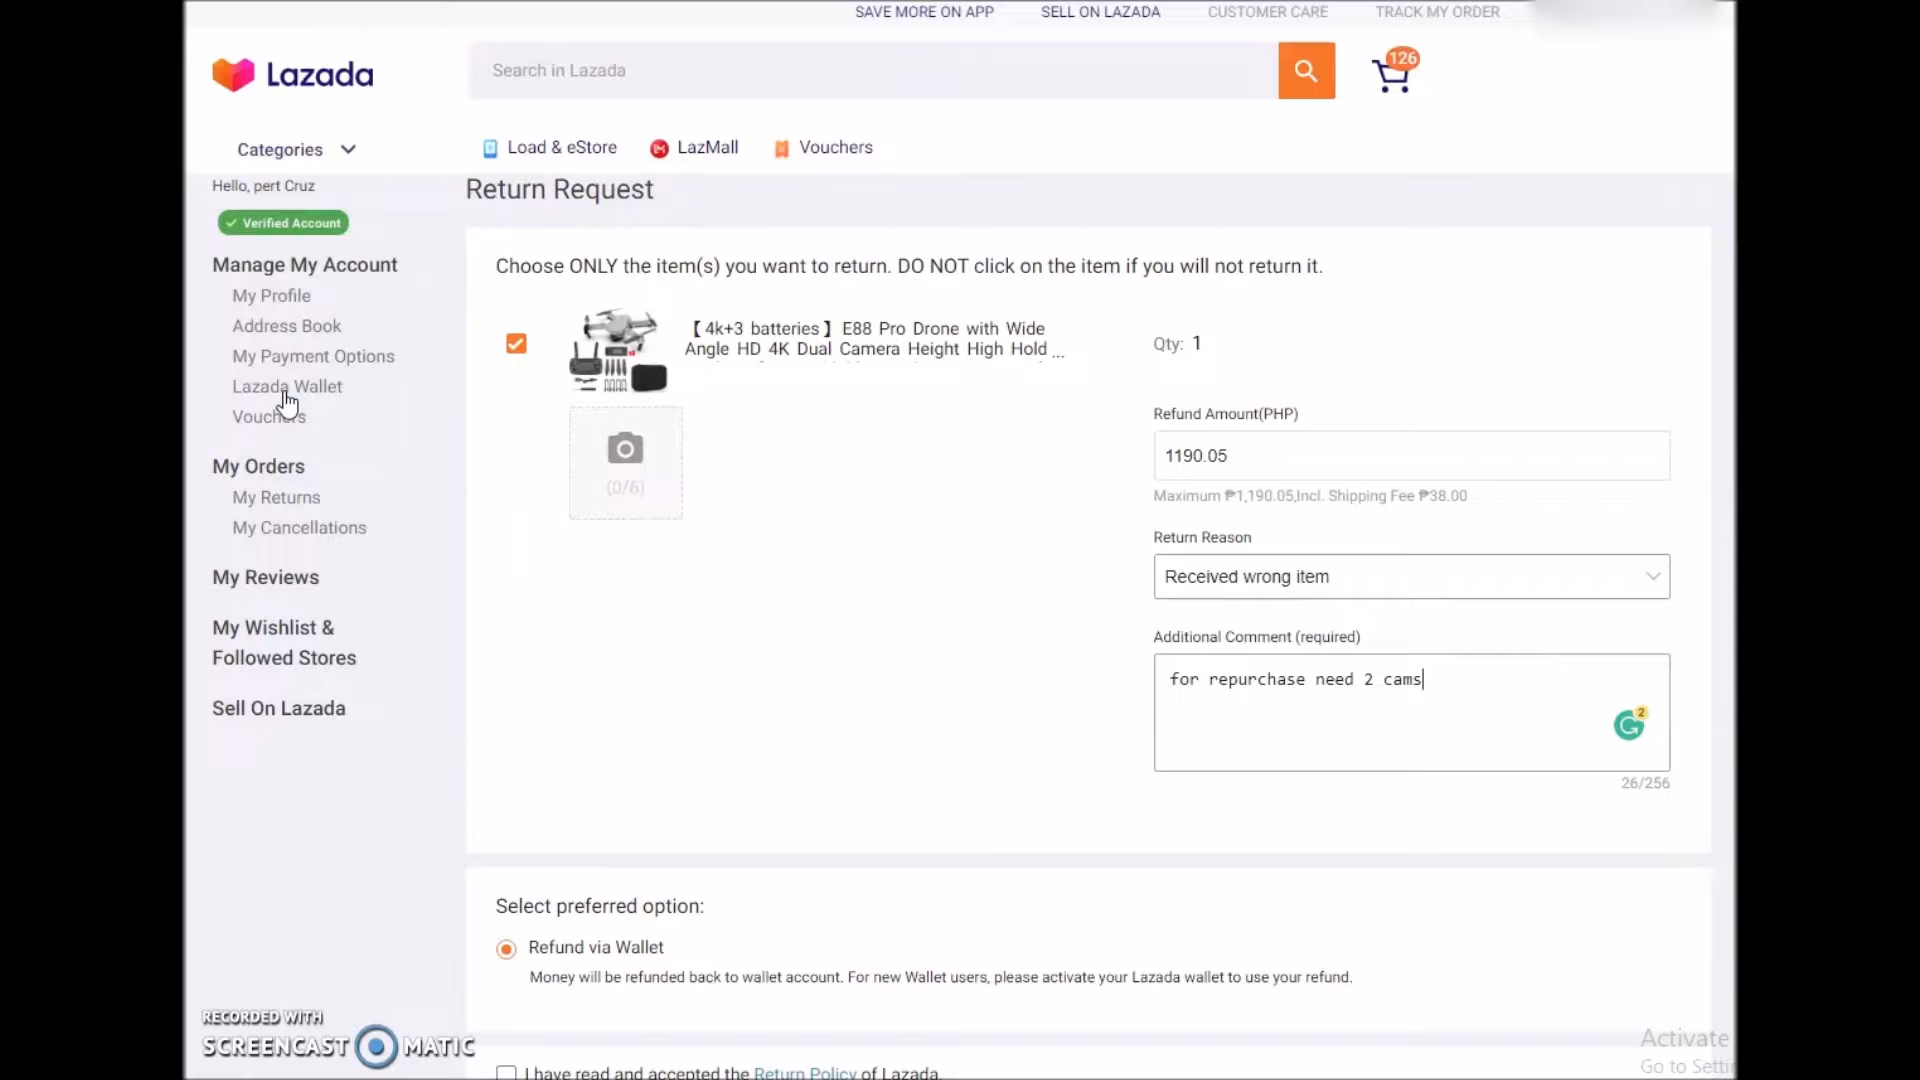 SAVE MORE ON APP SELL ON LAZADA CUSTOMER CARE TRACK MY ORDER
Lazada
Search in Lazada
126
Categories
Load & eStore LazMall Vouchers
Hello, pert Cruz
Verified Account
Manage My Account
My Profile
Address Book
My Payment Options
Lazada Wallet
Vouchers
My Orders
My Returns
My Cancellations
My Reviews
My Wishlist &
Followed Stores
Sell On Lazada
Return Request
Choose ONLY the item(s) you want to return. DO NOT click on the item if you will not return it.
【4k+3 batteries】E88 Pro Drone with Wide
Angle HD 4K Dual Camera Height High Hold ...
Qty: 1
(0/6)
Refund Amount(PHP)
1190.05
Maximum ₱1,190.05,Incl. Shipping Fee ₱38.00
Return Reason
Received wrong item
Additional Comment (required)
for repurchase need 2 cams
2
26/256
Select preferred option:
Refund via Wallet
Money will be refunded back to wallet account. For new Wallet users, please activate your Lazada wallet to use your refund.
I have read and accepted the Return Policy of Lazada.
RECORDED WITH
SCREENCAST MATIC
Activate
Go to Setti